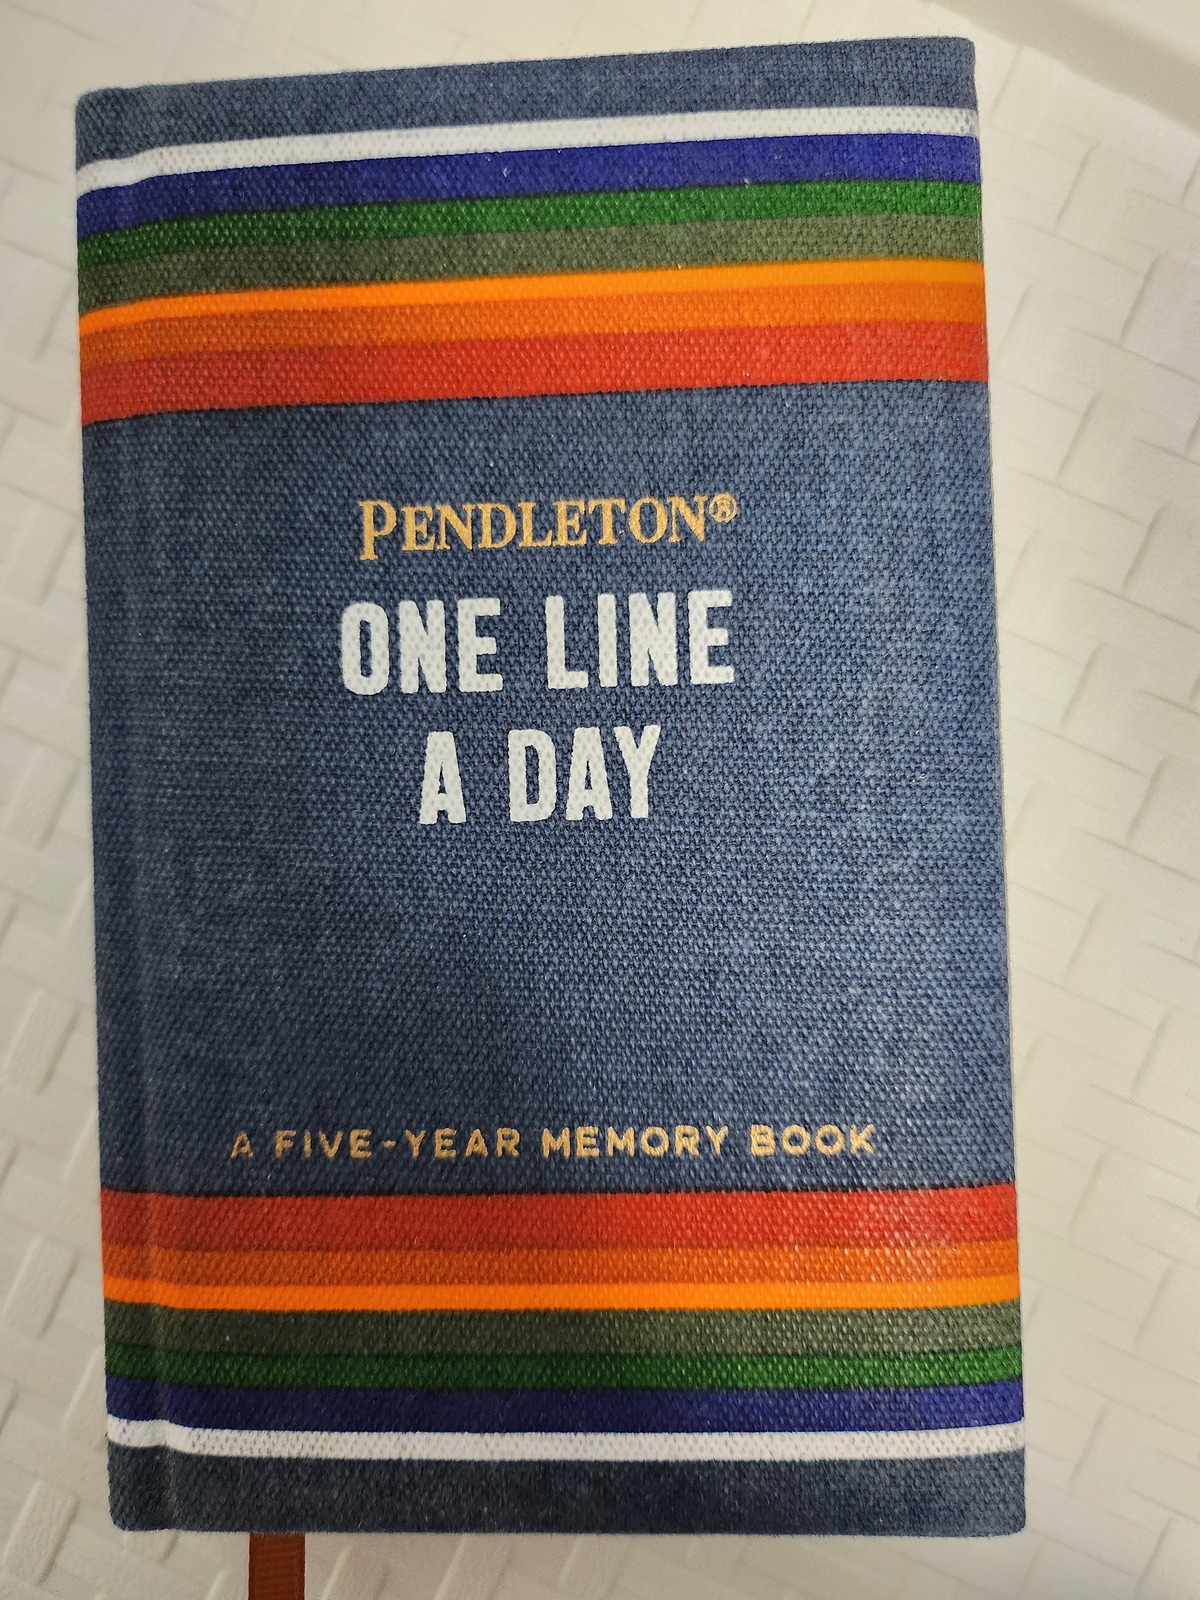 PENDLETON®
ONE LINE
A DAY
A FIVE-YEAR MEMORY BOOK